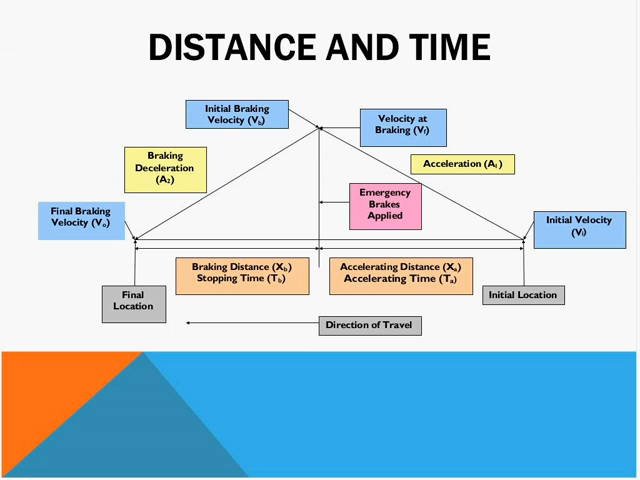 DISTANCE AND TIME
Initial Braking
Velocity (Vb)
Velocity at
Braking (Vf)
Braking
Deceleration
(A2)
Acceleration (A1)
Emergency
Brakes
Applied
Final Braking
Velocity (Vo)
Initial Velocity
(Vi)
Braking Distance (Xb)
Stopping Time (Tb)
Accelerating Distance (Xa)
Accelerating Time (Ta)
Final
Location
Initial Location
Direction of Travel